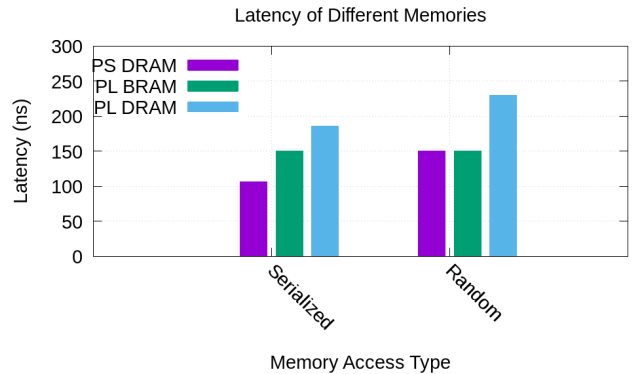 Latency of Different Memories
300
250
200
150
100
50
0
Latency (ns)
PS DRAM
PL BRAM
PL DRAM
Serialized
Random
Memory Access Type